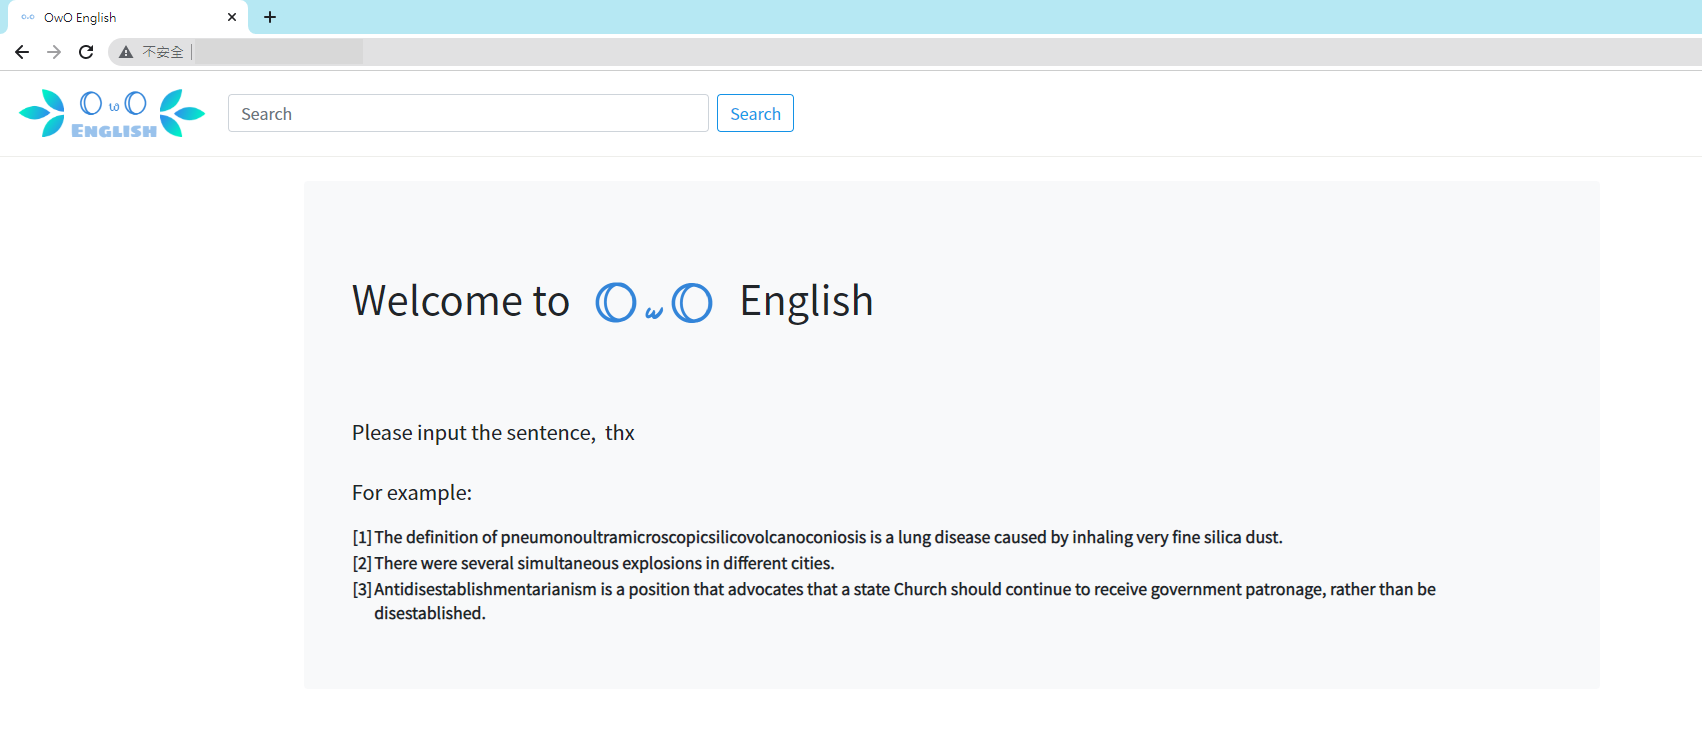 OwO English
不安全
OwO
ENGLISH
Search
Search
Welcome to OwO English
Please input the sentence, thx
For example:
[1] The definition of pneumonoultramicroscopicsilicovolcanoconiosis is a lung disease caused by inhaling very fine silica dust.
[2] There were several simultaneous explosions in different cities.
[3] Antidisestablishmentarianism is a position that advocates that a state Church should continue to receive government patronage, rather than be
disestablished.